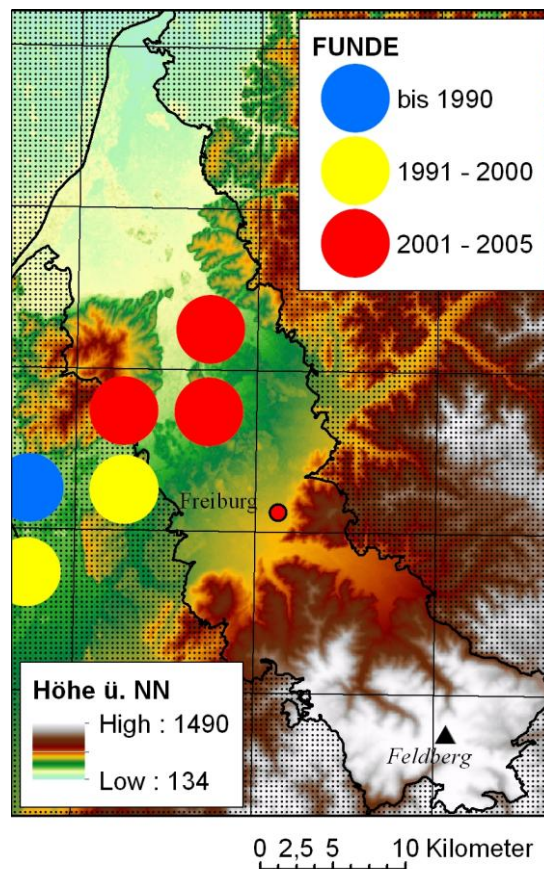 FUNDE
bis 1990
1991 - 2000
2001 - 2005
Freiburg
Höhe ü. NN
High : 1490
Low : 134
Feldberg
0 2,5 5 10 Kilometer